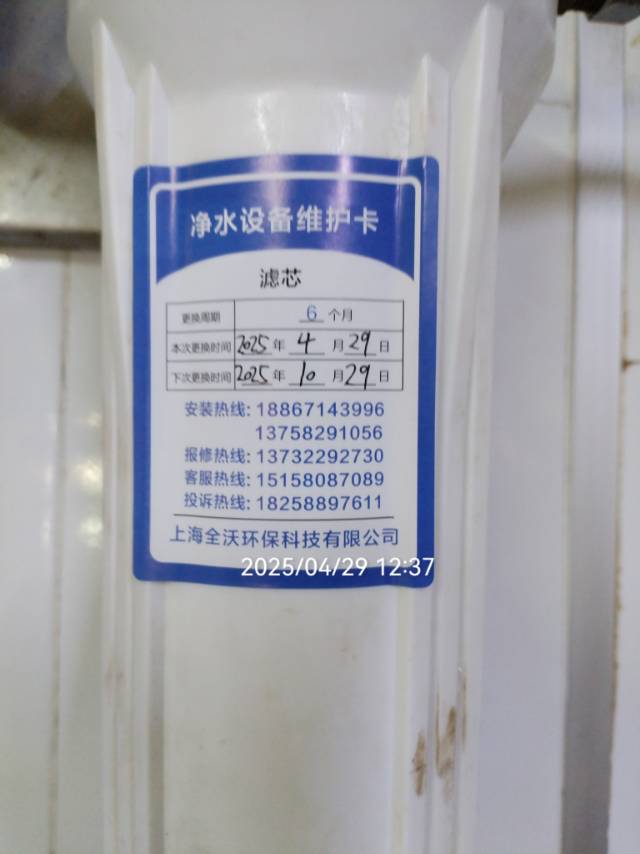 净水设备维护卡
滤芯
更换周期 6 个月
本次更换时间 2025 年 4 月 29 日
下次更换时间 2025 年 10 月 29 日
安装热线: 18867143996
13758291056
报修热线: 13732292730
客服热线: 15158087089
投诉热线: 18258897611
上海全沃环保科技有限公司
2025/04/29 12:37